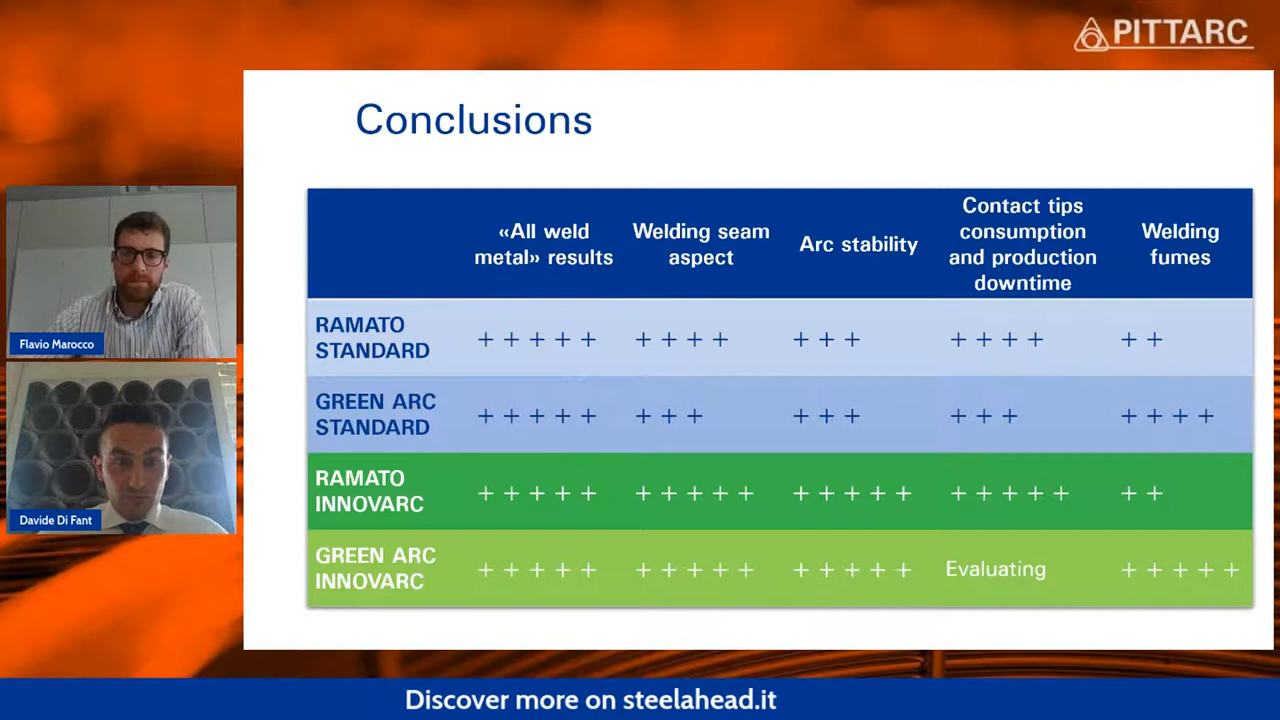 PITTARC
Conclusions
«All weld
metal» results
Welding seam
aspect
Arc stability
Contact tips
consumption
and production
downtime
Welding
fumes
RAMATO
STANDARD
+ + + + +
+ + + +
+ + +
+ + + +
+ +
GREEN ARC
STANDARD
+ + + + +
+ + +
+ + +
+ + +
+ + + +
RAMATO
INNOVARC
+ + + + +
+ + + + +
+ + + + +
+ + + + +
+ +
GREEN ARC
INNOVARC
+ + + + +
+ + + + +
+ + + + +
Evaluating
+ + + + +
Flavio Marocco
Davide Di Fant
Discover more on steelahead.it